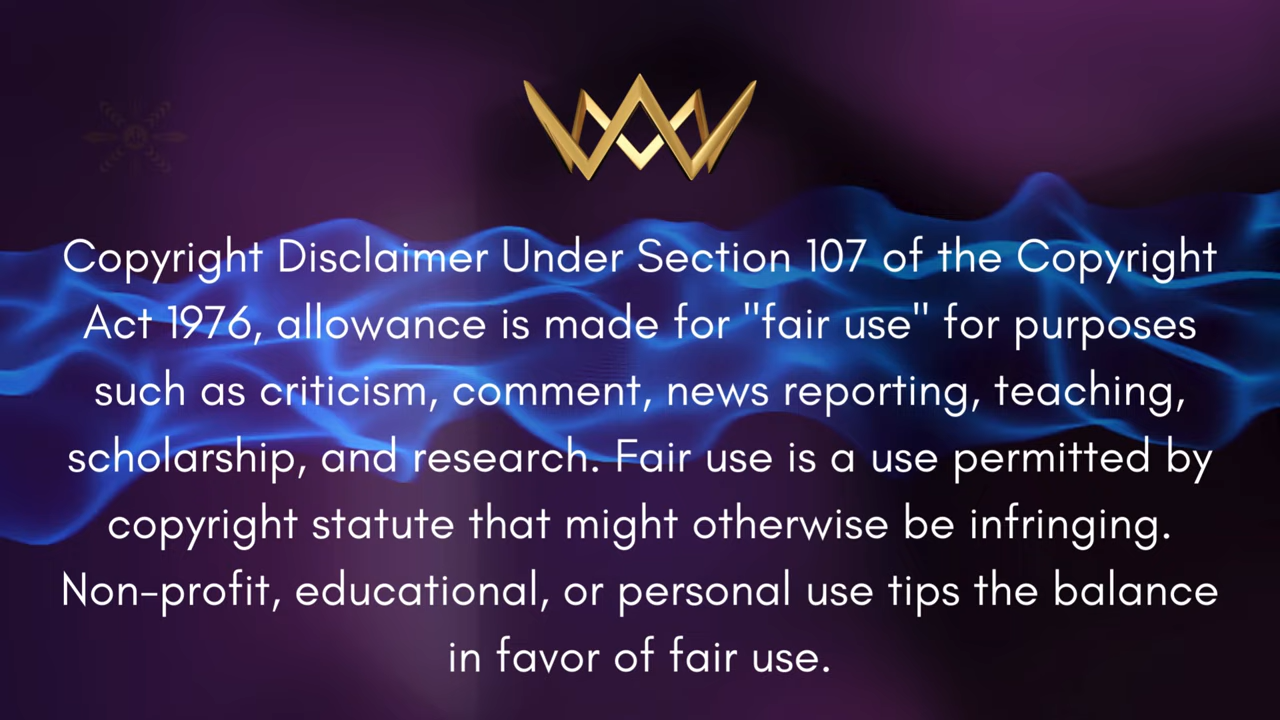 Copyright Disclaimer Under Section 107 of the Copyright
Act 1976, allowance is made for "fair use" for purposes
such as criticism, comment, news reporting, teaching,
scholarship, and research. Fair use is a use permitted by
copyright statute that might otherwise be infringing.
Non-profit, educational, or personal use tips the balance
in favor of fair use.